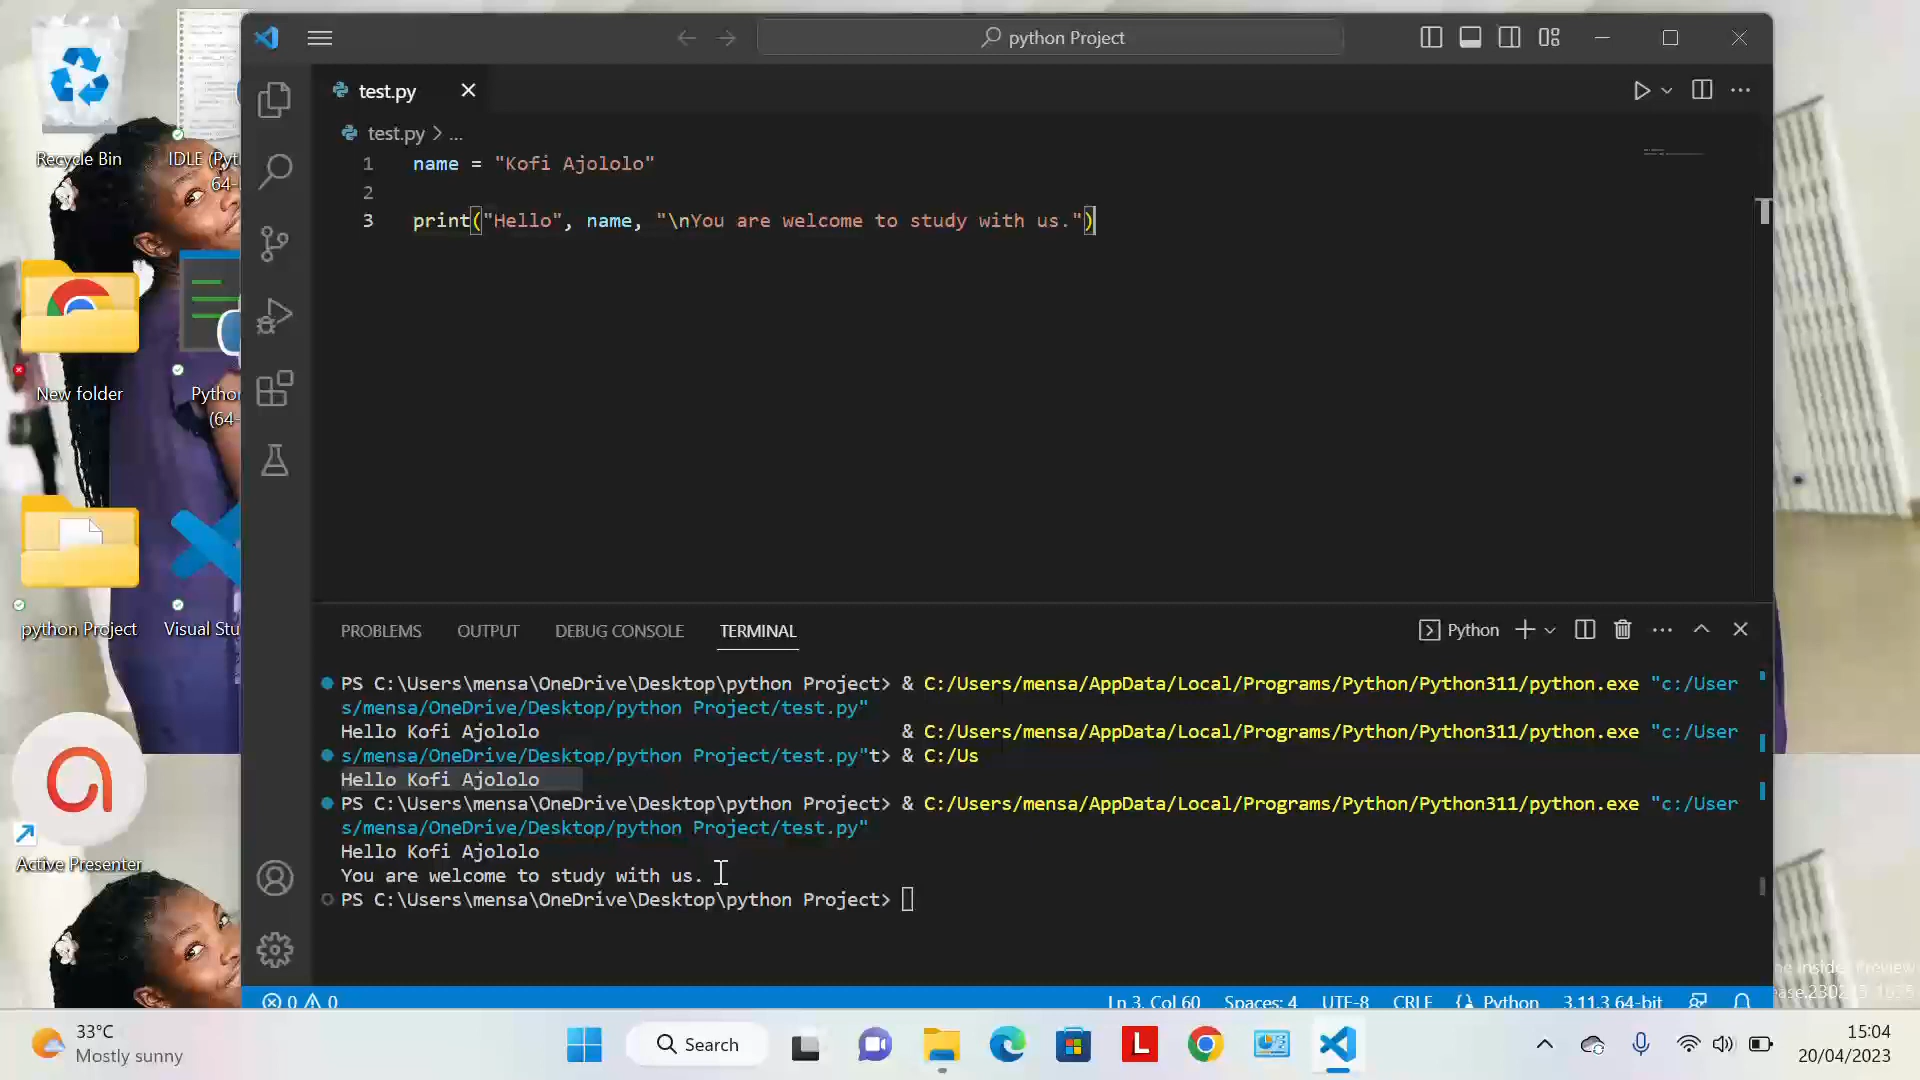 python Project
test.py
test.py > ...
1 name = "Kofi Ajololo"
2
3 print("Hello", name, "\nYou are welcome to study with us.")
Recycle Bin
IDLE (Pyt
64-
New folder
Pytho
(64-
python Project
Visual Stu
Active Presenter
PROBLEMS OUTPUT DEBUG CONSOLE TERMINAL
Python
PS C:\Users\mensa\OneDrive\Desktop\python Project> & C:/Users/mensa/AppData/Local/Programs/Python/Python311/python.exe "c:/User
s/mensa/OneDrive/Desktop/python Project/test.py"
Hello Kofi Ajololo & C:/Users/mensa/AppData/Local/Programs/Python/Python311/python.exe "c:/User
s/mensa/OneDrive/Desktop/python Project/test.py"t> & C:/Us
Hello Kofi Ajololo
PS C:\Users\mensa\OneDrive\Desktop\python Project> & C:/Users/mensa/AppData/Local/Programs/Python/Python311/python.exe "c:/User
s/mensa/OneDrive/Desktop/python Project/test.py"
Hello Kofi Ajololo
You are welcome to study with us.
PS C:\Users\mensa\OneDrive\Desktop\python Project>
0 0 Ln 3, Col 60 Spaces: 4 UTF-8 CRLF Python 3.11.3 64-bit
33°C
Mostly sunny
Search
L
15:04
20/04/2023